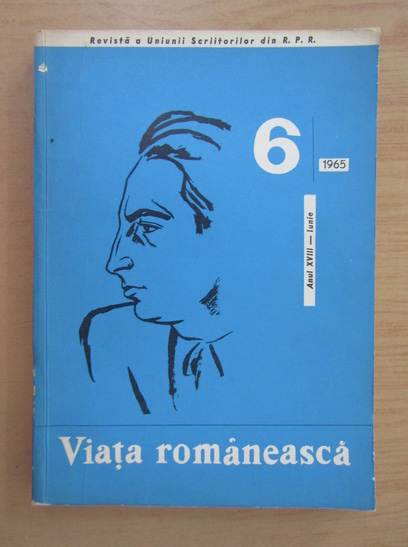 Revistă a Uniunii Scriitorilor din R. P. R.
6
1965
Anul XVIII — Iunie
Viața românească